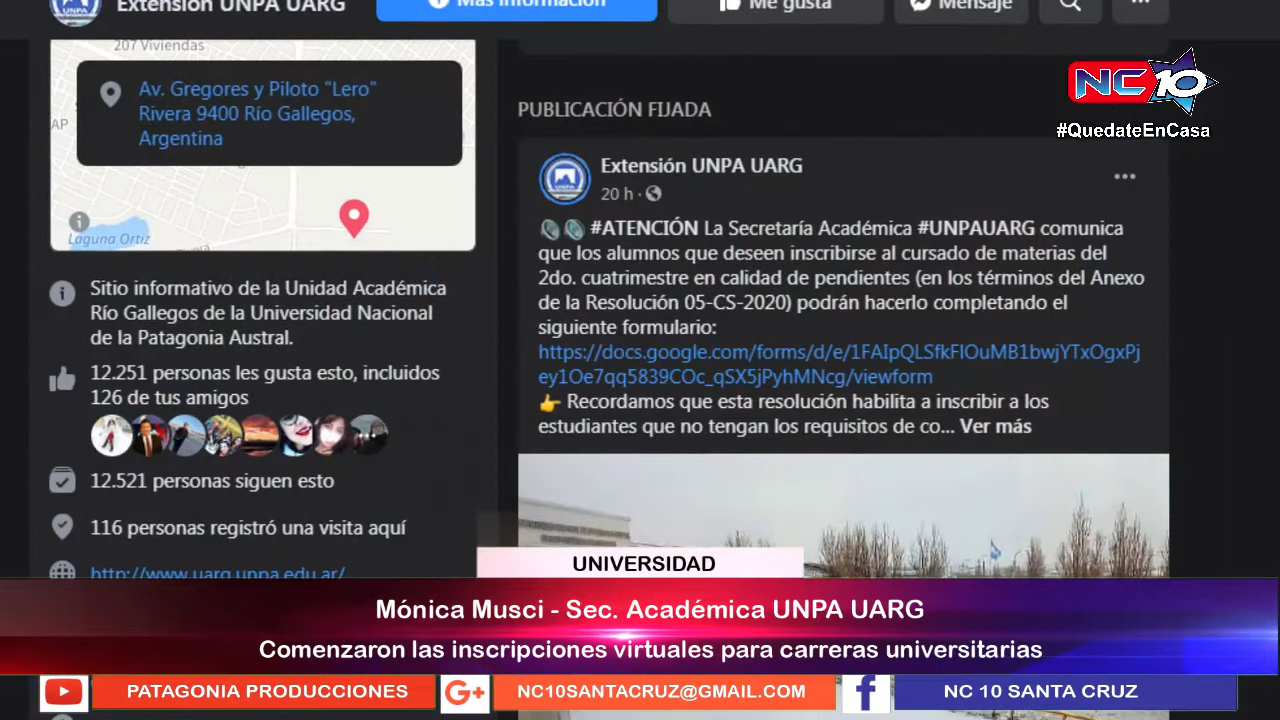 Extensión UNPA UARG
Más información
Me gusta
Mensaje
207 Viviendas
Av. Gregores y Piloto "Lero"
Rivera 9400 Río Gallegos,
Argentina
AP
Laguna Ortiz
Sitio informativo de la Unidad Académica
Río Gallegos de la Universidad Nacional
de la Patagonia Austral.
12.251 personas les gusta esto, incluidos
126 de tus amigos
12.521 personas siguen esto
116 personas registró una visita aquí
http://www.uarg.unpa.edu.ar/
PUBLICACIÓN FIJADA
NC10
#QuedateEnCasa
UNPA
Extensión UNPA UARG
20 h ·
#ATENCIÓN La Secretaría Académica #UNPAUARG comunica
que los alumnos que deseen inscribirse al cursado de materias del
2do. cuatrimestre en calidad de pendientes (en los términos del Anexo
de la Resolución 05-CS-2020) podrán hacerlo completando el
siguiente formulario:
https://docs.google.com/forms/d/e/1FAIpQLSfkFlOuMB1bwjYTxOgxPj
ey1Oe7qq5839COc_qSX5jPyhMNcg/viewform
👉 Recordamos que esta resolución habilita a inscribir a los
estudiantes que no tengan los requisitos de co... Ver más
UNIVERSIDAD
Mónica Musci - Sec. Académica UNPA UARG
Comenzaron las inscripciones virtuales para carreras universitarias
PATAGONIA PRODUCCIONES
G+
NC10SANTACRUZ@GMAIL.COM
f
NC 10 SANTA CRUZ